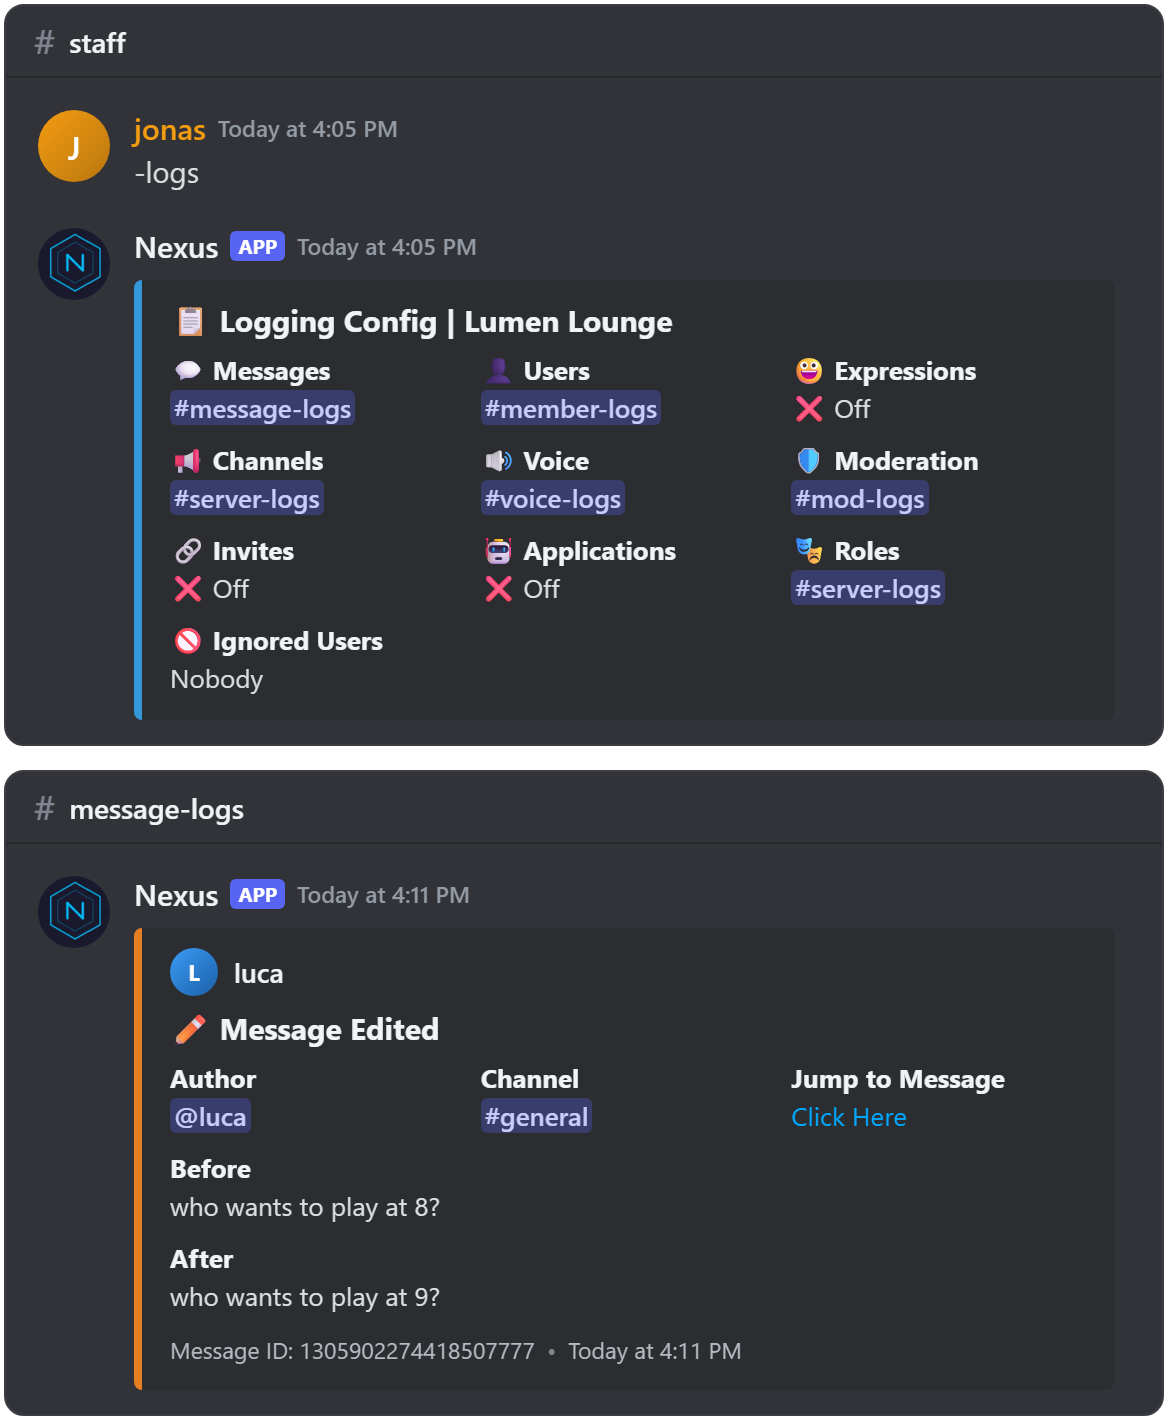 # staff
J
jonas Today at 4:05 PM
-logs
N
Nexus APP Today at 4:05 PM
📋 Logging Config | Lumen Lounge
💬 Messages 👤 Users 😀 Expressions
#message-logs #member-logs ❌ Off
📢 Channels 🔊 Voice 🛡️ Moderation
#server-logs #voice-logs #mod-logs
🔗 Invites 🤖 Applications 🎭 Roles
❌ Off ❌ Off #server-logs
🚫 Ignored Users
Nobody
# message-logs
N
Nexus APP Today at 4:11 PM
L luca
✏️ Message Edited
Author Channel Jump to Message
@luca #general Click Here
Before
who wants to play at 8?
After
who wants to play at 9?
Message ID: 1305902274418507777 • Today at 4:11 PM